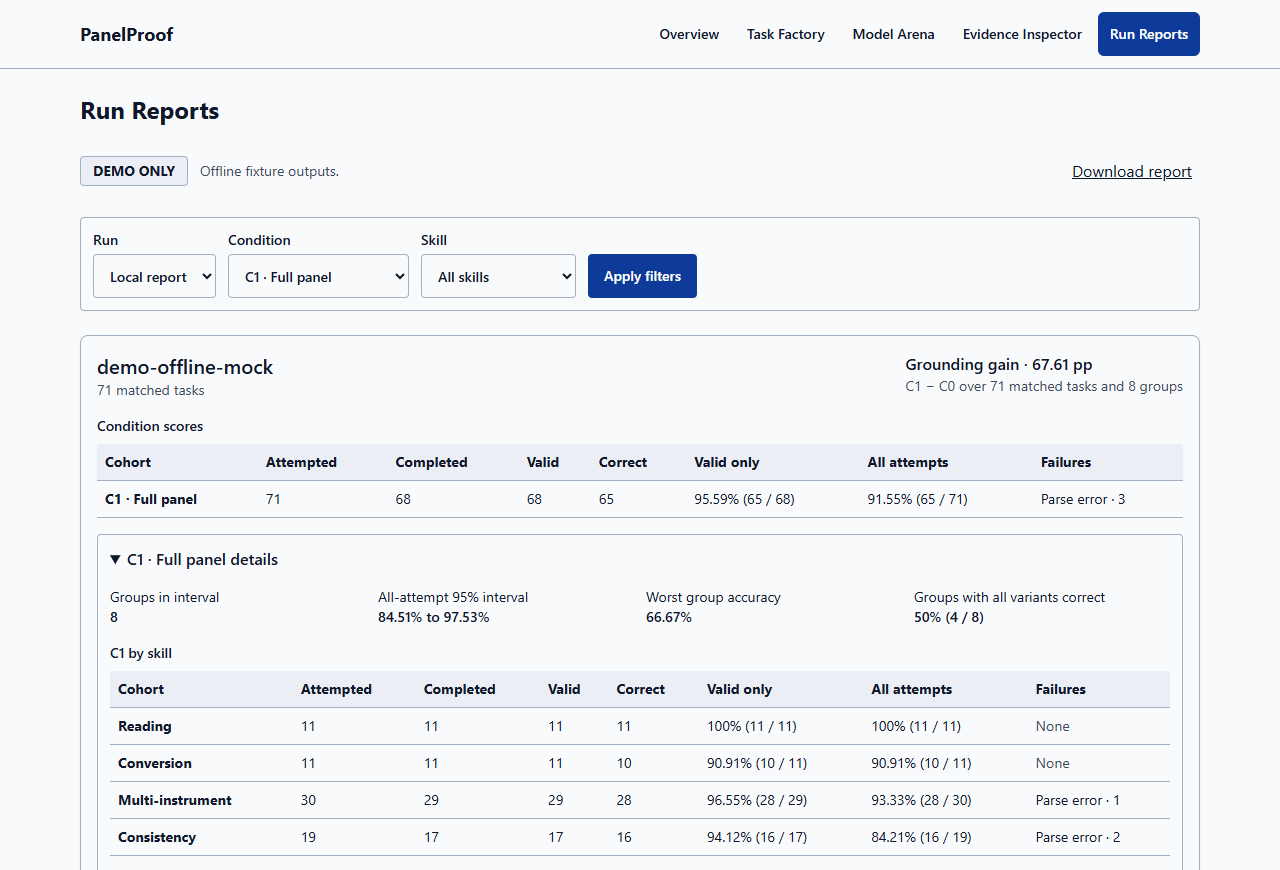 PanelProof Overview Task Factory Model Arena Evidence Inspector Run Reports
Run Reports
DEMO ONLY Offline fixture outputs. Download report
Run Condition Skill
Local report C1 · Full panel All skills Apply filters
demo-offline-mock Grounding gain · 67.61 pp
71 matched tasks C1 − C0 over 71 matched tasks and 8 groups
Condition scores
Cohort Attempted Completed Valid Correct Valid only All attempts Failures
C1 · Full panel 71 68 68 65 95.59% (65 / 68) 91.55% (65 / 71) Parse error · 3
▼ C1 · Full panel details
Groups in interval All-attempt 95% interval Worst group accuracy Groups with all variants correct
8 84.51% to 97.53% 66.67% 50% (4 / 8)
C1 by skill
Cohort Attempted Completed Valid Correct Valid only All attempts Failures
Reading 11 11 11 11 100% (11 / 11) 100% (11 / 11) None
Conversion 11 11 11 10 90.91% (10 / 11) 90.91% (10 / 11) None
Multi-instrument 30 29 29 28 96.55% (28 / 29) 93.33% (28 / 30) Parse error · 1
Consistency 19 17 17 16 94.12% (16 / 17) 84.21% (16 / 19) Parse error · 2